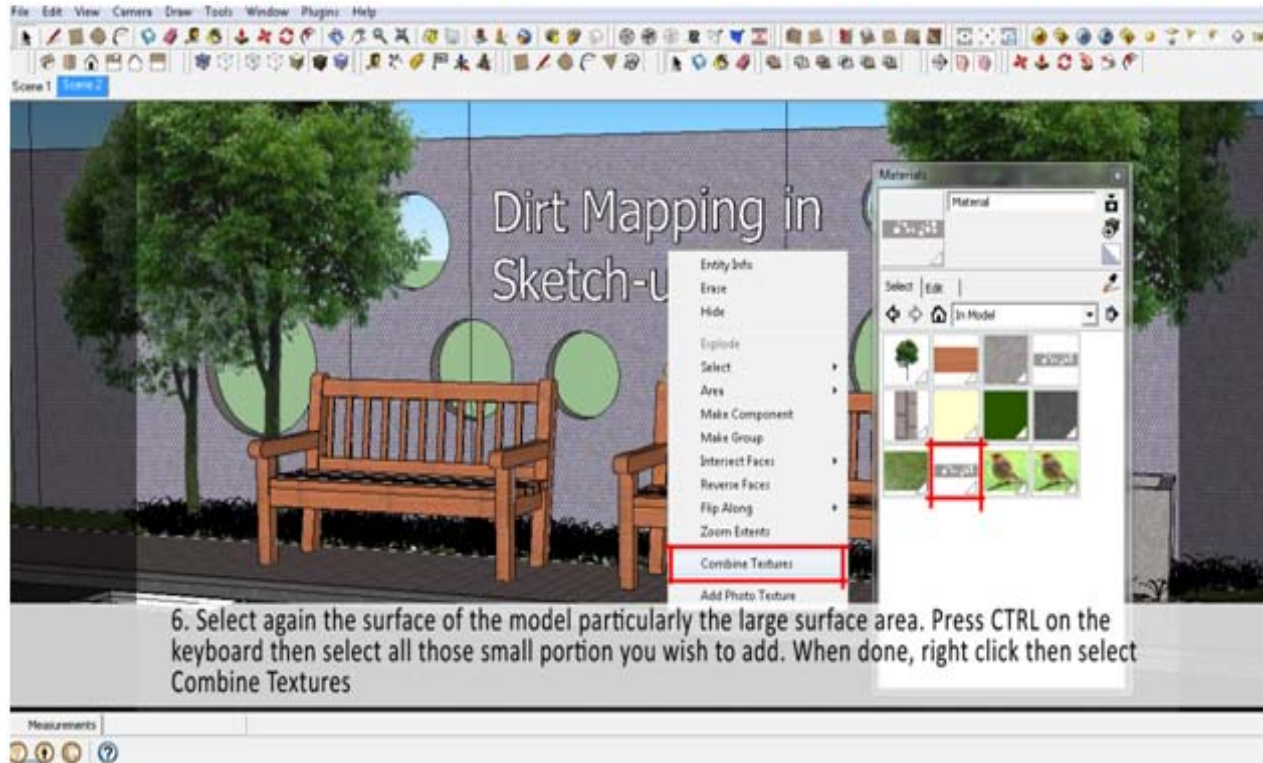 File Edit View Camera Draw Tools Window Plugins Help
Scene 1 Scene 2
Dirt Mapping in
Sketch-u
Materials
Material
Select Edit
In Model
Entity Info
Erase
Hide
Explode
Select
Area
Make Component
Make Group
Intersect Faces
Reverse Faces
Flip Along
Zoom Extents
Combine Textures
Add Photo Texture
6. Select again the surface of the model particularly the large surface area. Press CTRL on the
keyboard then select all those small portion you wish to add. When done, right click then select
Combine Textures
Measurements